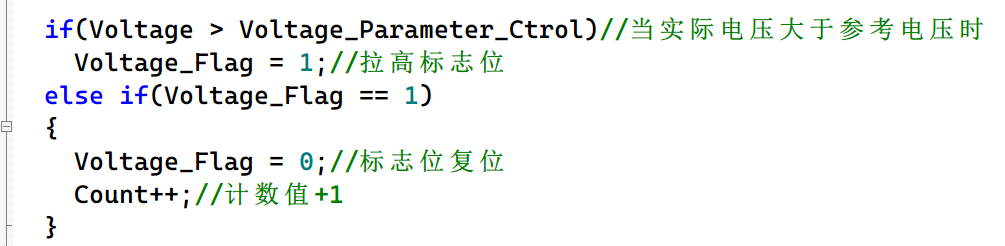 if(Voltage > Voltage_Parameter_Ctrol)//当实际电压大于参考电压时
Voltage_Flag = 1;//拉高标志位
else if(Voltage_Flag == 1)
{
Voltage_Flag = 0;//标志位复位
Count++;//计数值+1
}